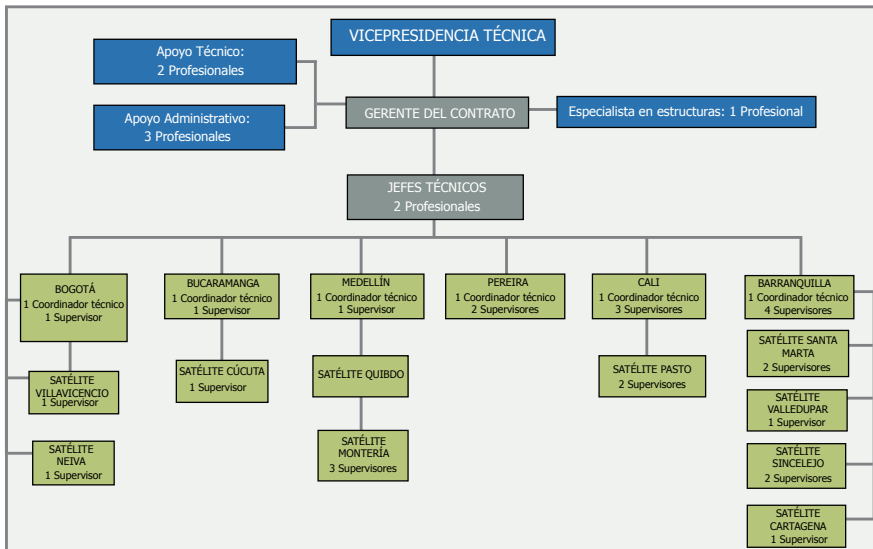 VICEPRESIDENCIA TÉCNICA
Apoyo Técnico:
2 Profesionales
Apoyo Administrativo:
3 Profesionales
GERENTE DEL CONTRATO
Especialista en estructuras: 1 Profesional
JEFES TÉCNICOS
2 Profesionales
BOGOTÁ
1 Coordinador técnico
1 Supervisor
SATÉLITE
VILLAVICENCIO
1 Supervisor
SATÉLITE
NEIVA
1 Supervisor
BUCARAMANGA
1 Coordinador técnico
1 Supervisor
SATÉLITE CÚCUTA
1 Supervisor
MEDELLÍN
1 Coordinador técnico
1 Supervisor
SATÉLITE QUIBDO
SATÉLITE
MONTERÍA
3 Supervisores
PEREIRA
1 Coordinador técnico
2 Supervisores
CALI
1 Coordinador técnico
3 Supervisores
SATÉLITE PASTO
2 Supervisores
BARRANQUILLA
1 Coordinador técnico
4 Supervisores
SATÉLITE SANTA
MARTA
2 Supervisores
SATÉLITE
VALLEDUPAR
1 Supervisor
SATÉLITE
SINCELEJO
2 Supervisores
SATÉLITE
CARTAGENA
1 Supervisor